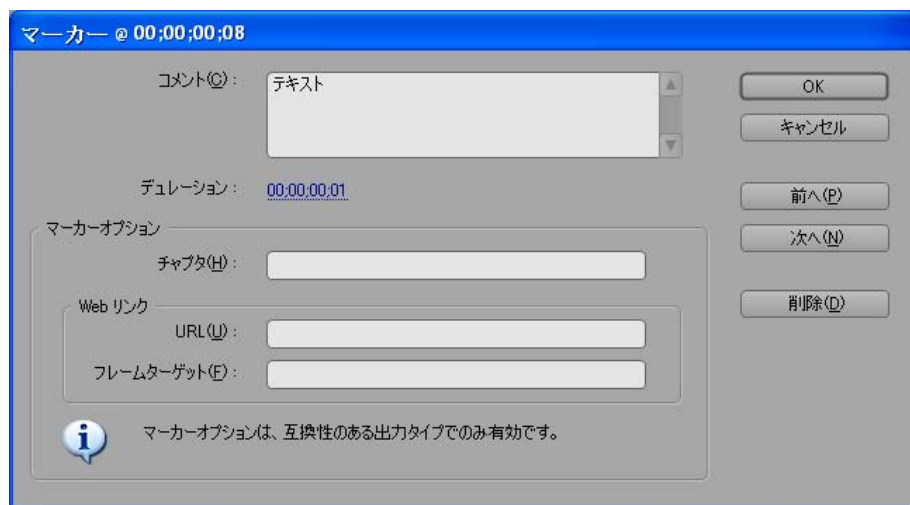 マーカー @ 00;00;00;08
コメント(C) :
テキスト
OK
キャンセル
デュレーション :
00;00;00;01
前へ(P)
次へ(N)
マーカーオプション
チャプタ(H) :
削除(D)
Web リンク
URL(U) :
フレームターゲット(F) :
マーカーオプションは、互換性のある出力タイプでのみ有効です。